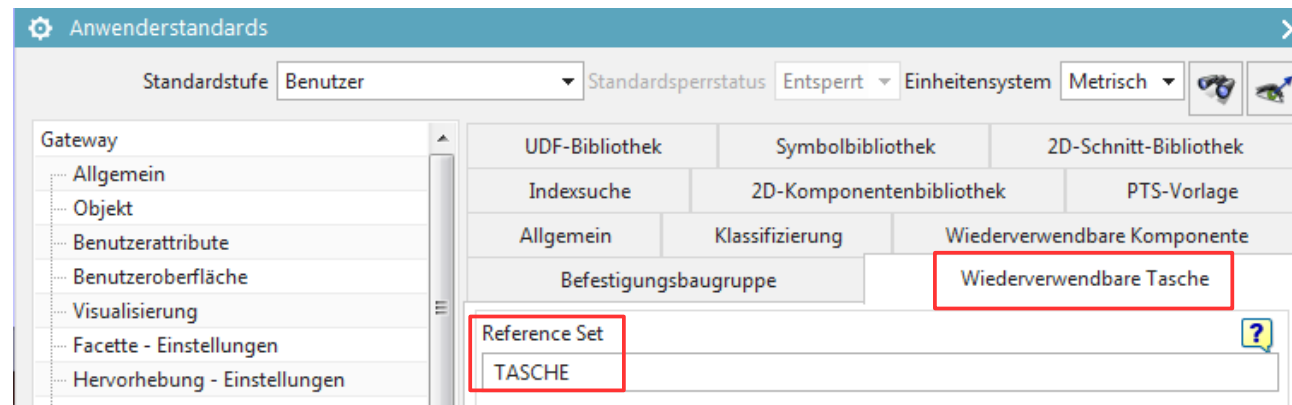 Anwenderstandards
Standardstufe Benutzer Standardsperrstatus Entsperrt Einheitensystem Metrisch
Gateway
Allgemein
Objekt
Benutzerattribute
Benutzeroberfläche
Visualisierung
Facette - Einstellungen
Hervorhebung - Einstellungen
UDF-Bibliothek Symbolbibliothek 2D-Schnitt-Bibliothek
Indexsuche 2D-Komponentenbibliothek PTS-Vorlage
Allgemein Klassifizierung Wiederverwendbare Komponente
Befestigungsbaugruppe Wiederverwendbare Tasche
Reference Set
TASCHE